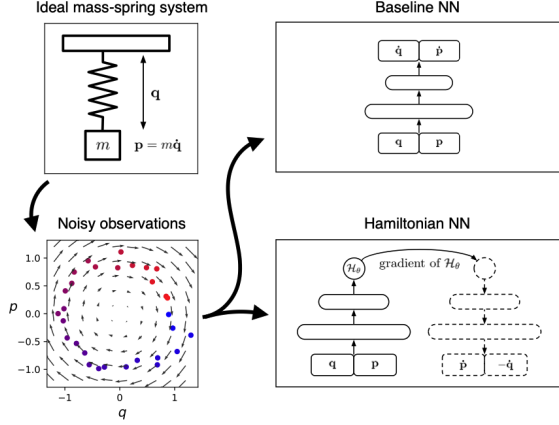 Ideal mass-spring system
q
m
p = mq̇
Baseline NN
q̇ ṗ
q p
Noisy observations
p
1.0
0.5
0.0
−0.5
−1.0
−1 0 1
q
Hamiltonian NN
ℋθ
gradient of ℋθ
q p
ṗ −q̇